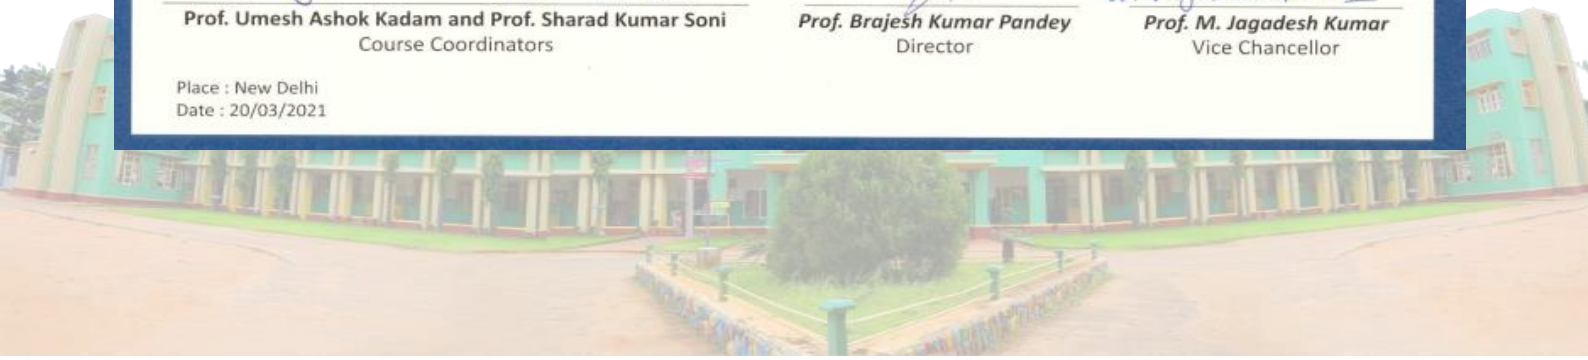 Prof. Umesh Ashok Kadam and Prof. Sharad Kumar Soni
Course Coordinators
Prof. Brajesh Kumar Pandey
Director
Prof. M. Jagadesh Kumar
Vice Chancellor
Place : New Delhi
Date : 20/03/2021